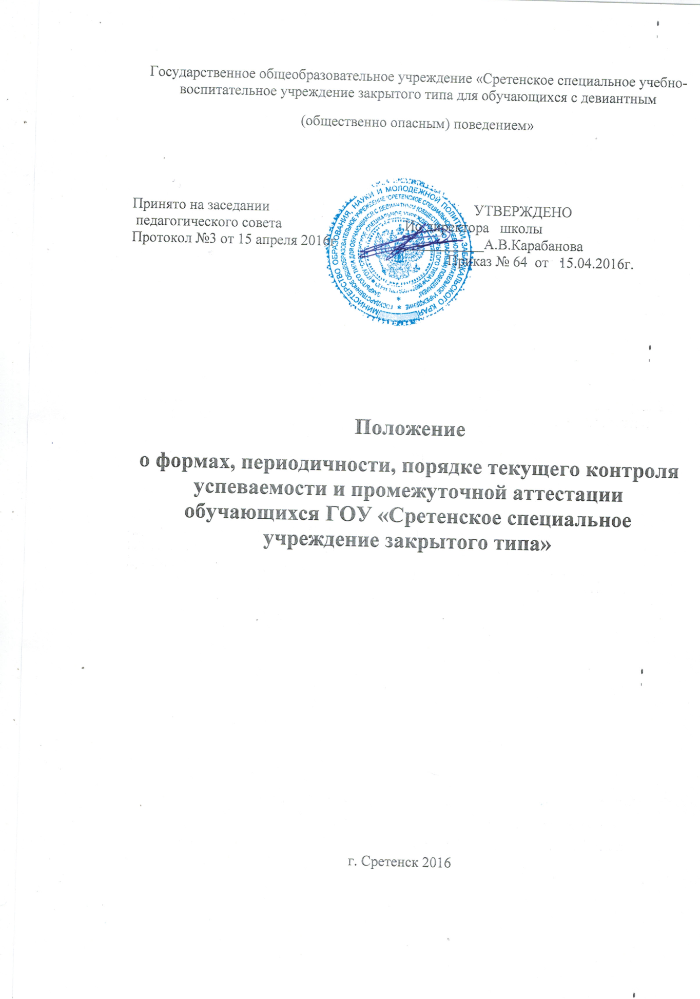 Государственное общеобразовательное учреждение «Сретенское специальное учебно-
воспитательное учреждение закрытого типа для обучающихся с девиантным
(общественно опасным) поведением»
Принято на заседании
педагогического совета
Протокол №3 от 15 апреля 2016г.
УТВЕРЖДЕНО
Ио директора школы
А.В.Карабанова
Приказ № 64 от 15.04.2016г.
МИНИСТЕРСТВО ОБРАЗОВАНИЯ, НАУКИ И МОЛОДЕЖНОЙ ПОЛИТИКИ ЗАБАЙКАЛЬСКОГО КРАЯ
Положение
о формах, периодичности, порядке текущего контроля
успеваемости и промежуточной аттестации
обучающихся ГОУ «Сретенское специальное
учреждение закрытого типа»
г. Сретенск 2016